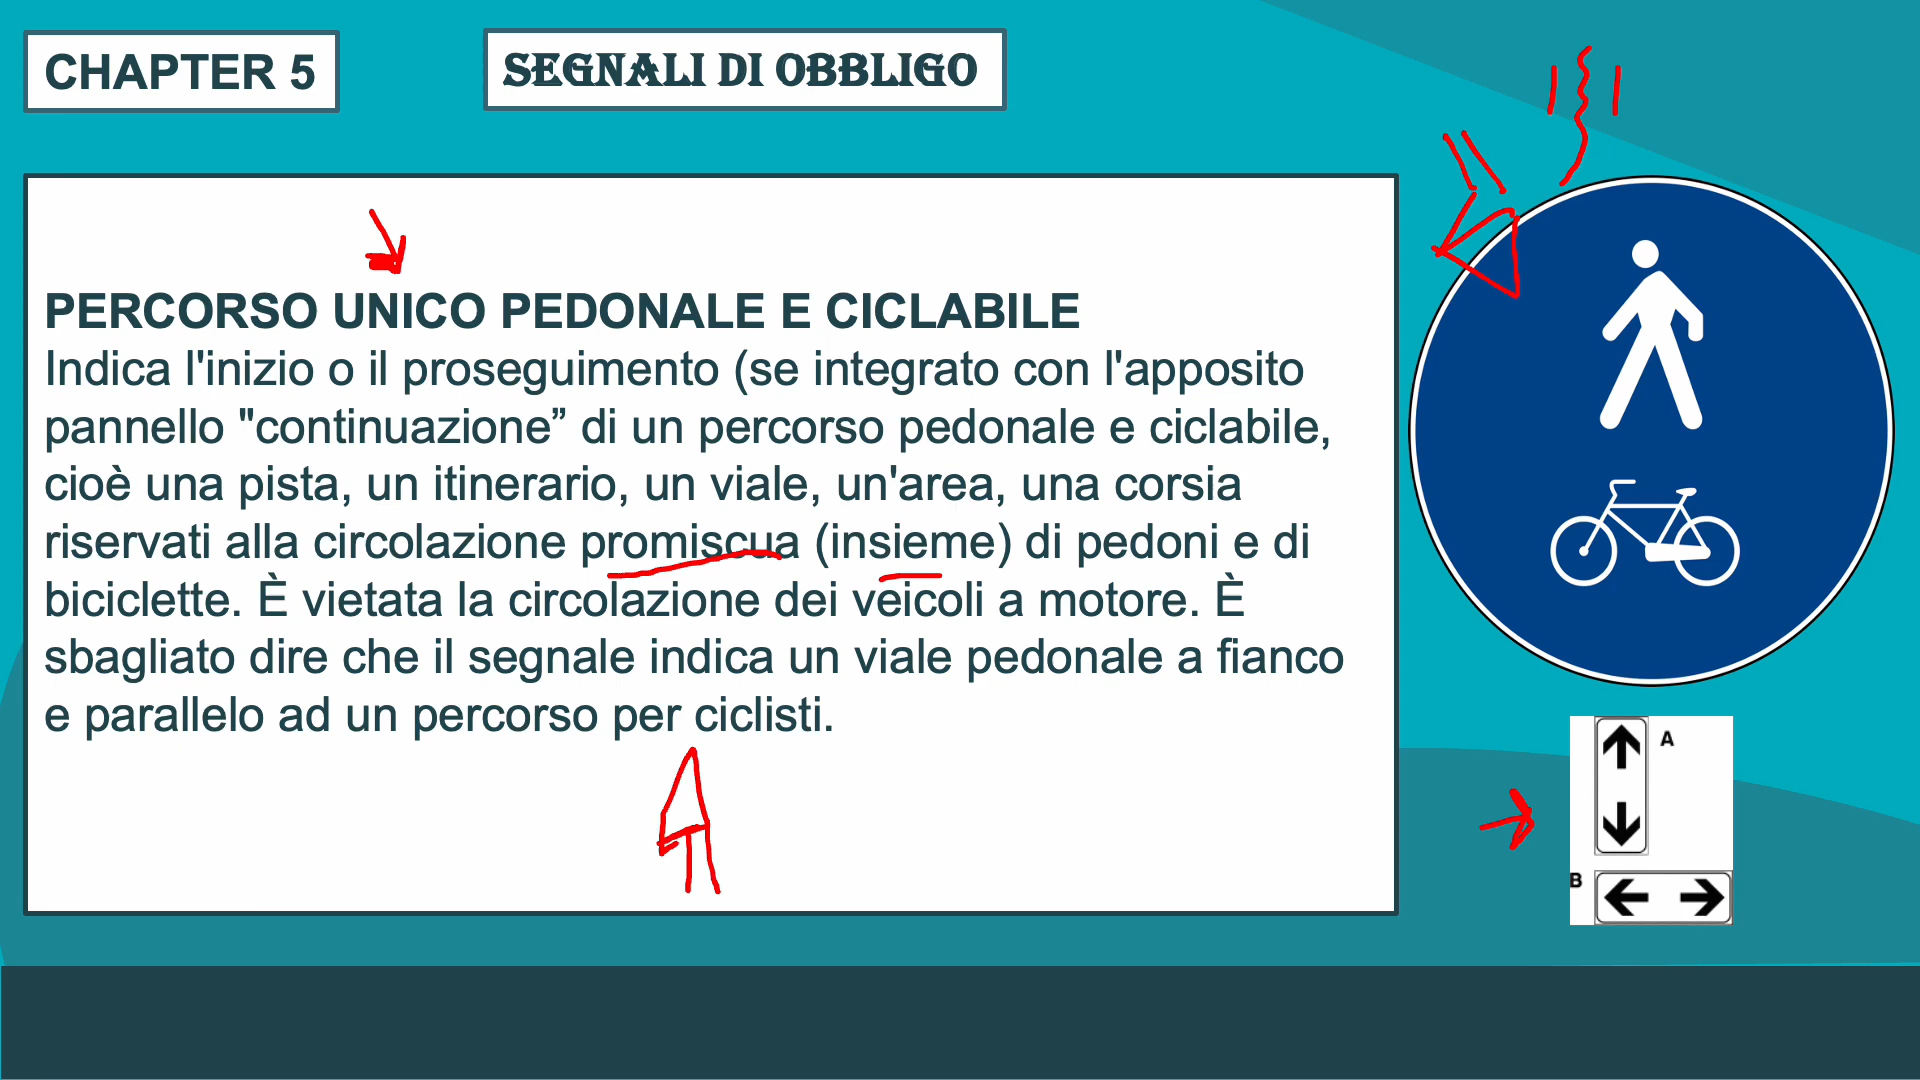 CHAPTER 5
SEGNALI DI OBBLIGO
PERCORSO UNICO PEDONALE E CICLABILE
Indica l'inizio o il proseguimento (se integrato con l'apposito
pannello "continuazione” di un percorso pedonale e ciclabile,
cioè una pista, un itinerario, un viale, un'area, una corsia
riservati alla circolazione promiscua (insieme) di pedoni e di
biciclette. È vietata la circolazione dei veicoli a motore. È
sbagliato dire che il segnale indica un viale pedonale a fianco
e parallelo ad un percorso per ciclisti.
A
B